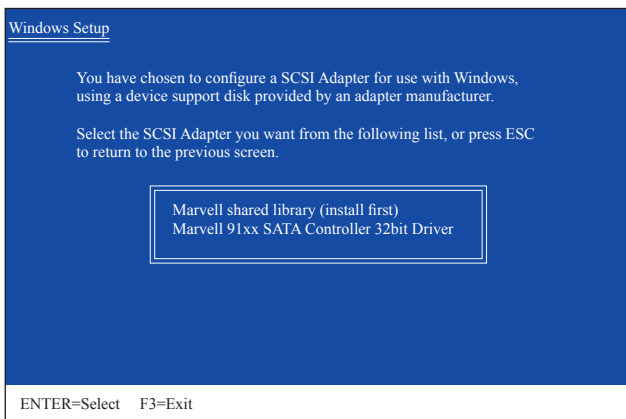 Windows Setup
You have chosen to configure a SCSI Adapter for use with Windows,
using a device support disk provided by an adapter manufacturer.
Select the SCSI Adapter you want from the following list, or press ESC
to return to the previous screen.
Marvell shared library (install first)
Marvell 91xx SATA Controller 32bit Driver
ENTER=Select F3=Exit